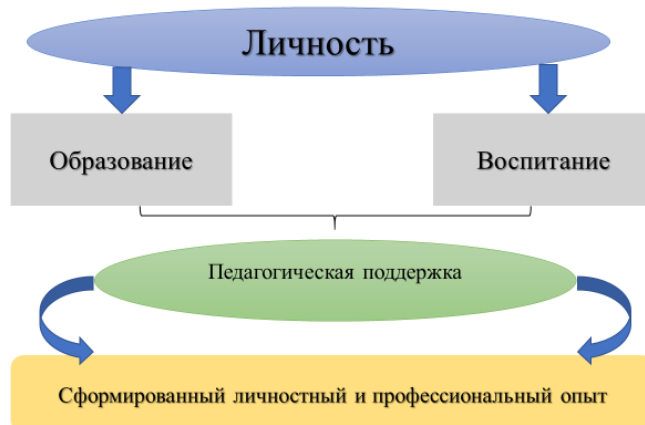 Личность
Образование
Воспитание
Педагогическая поддержка
Сформированный личностный и профессиональный опыт